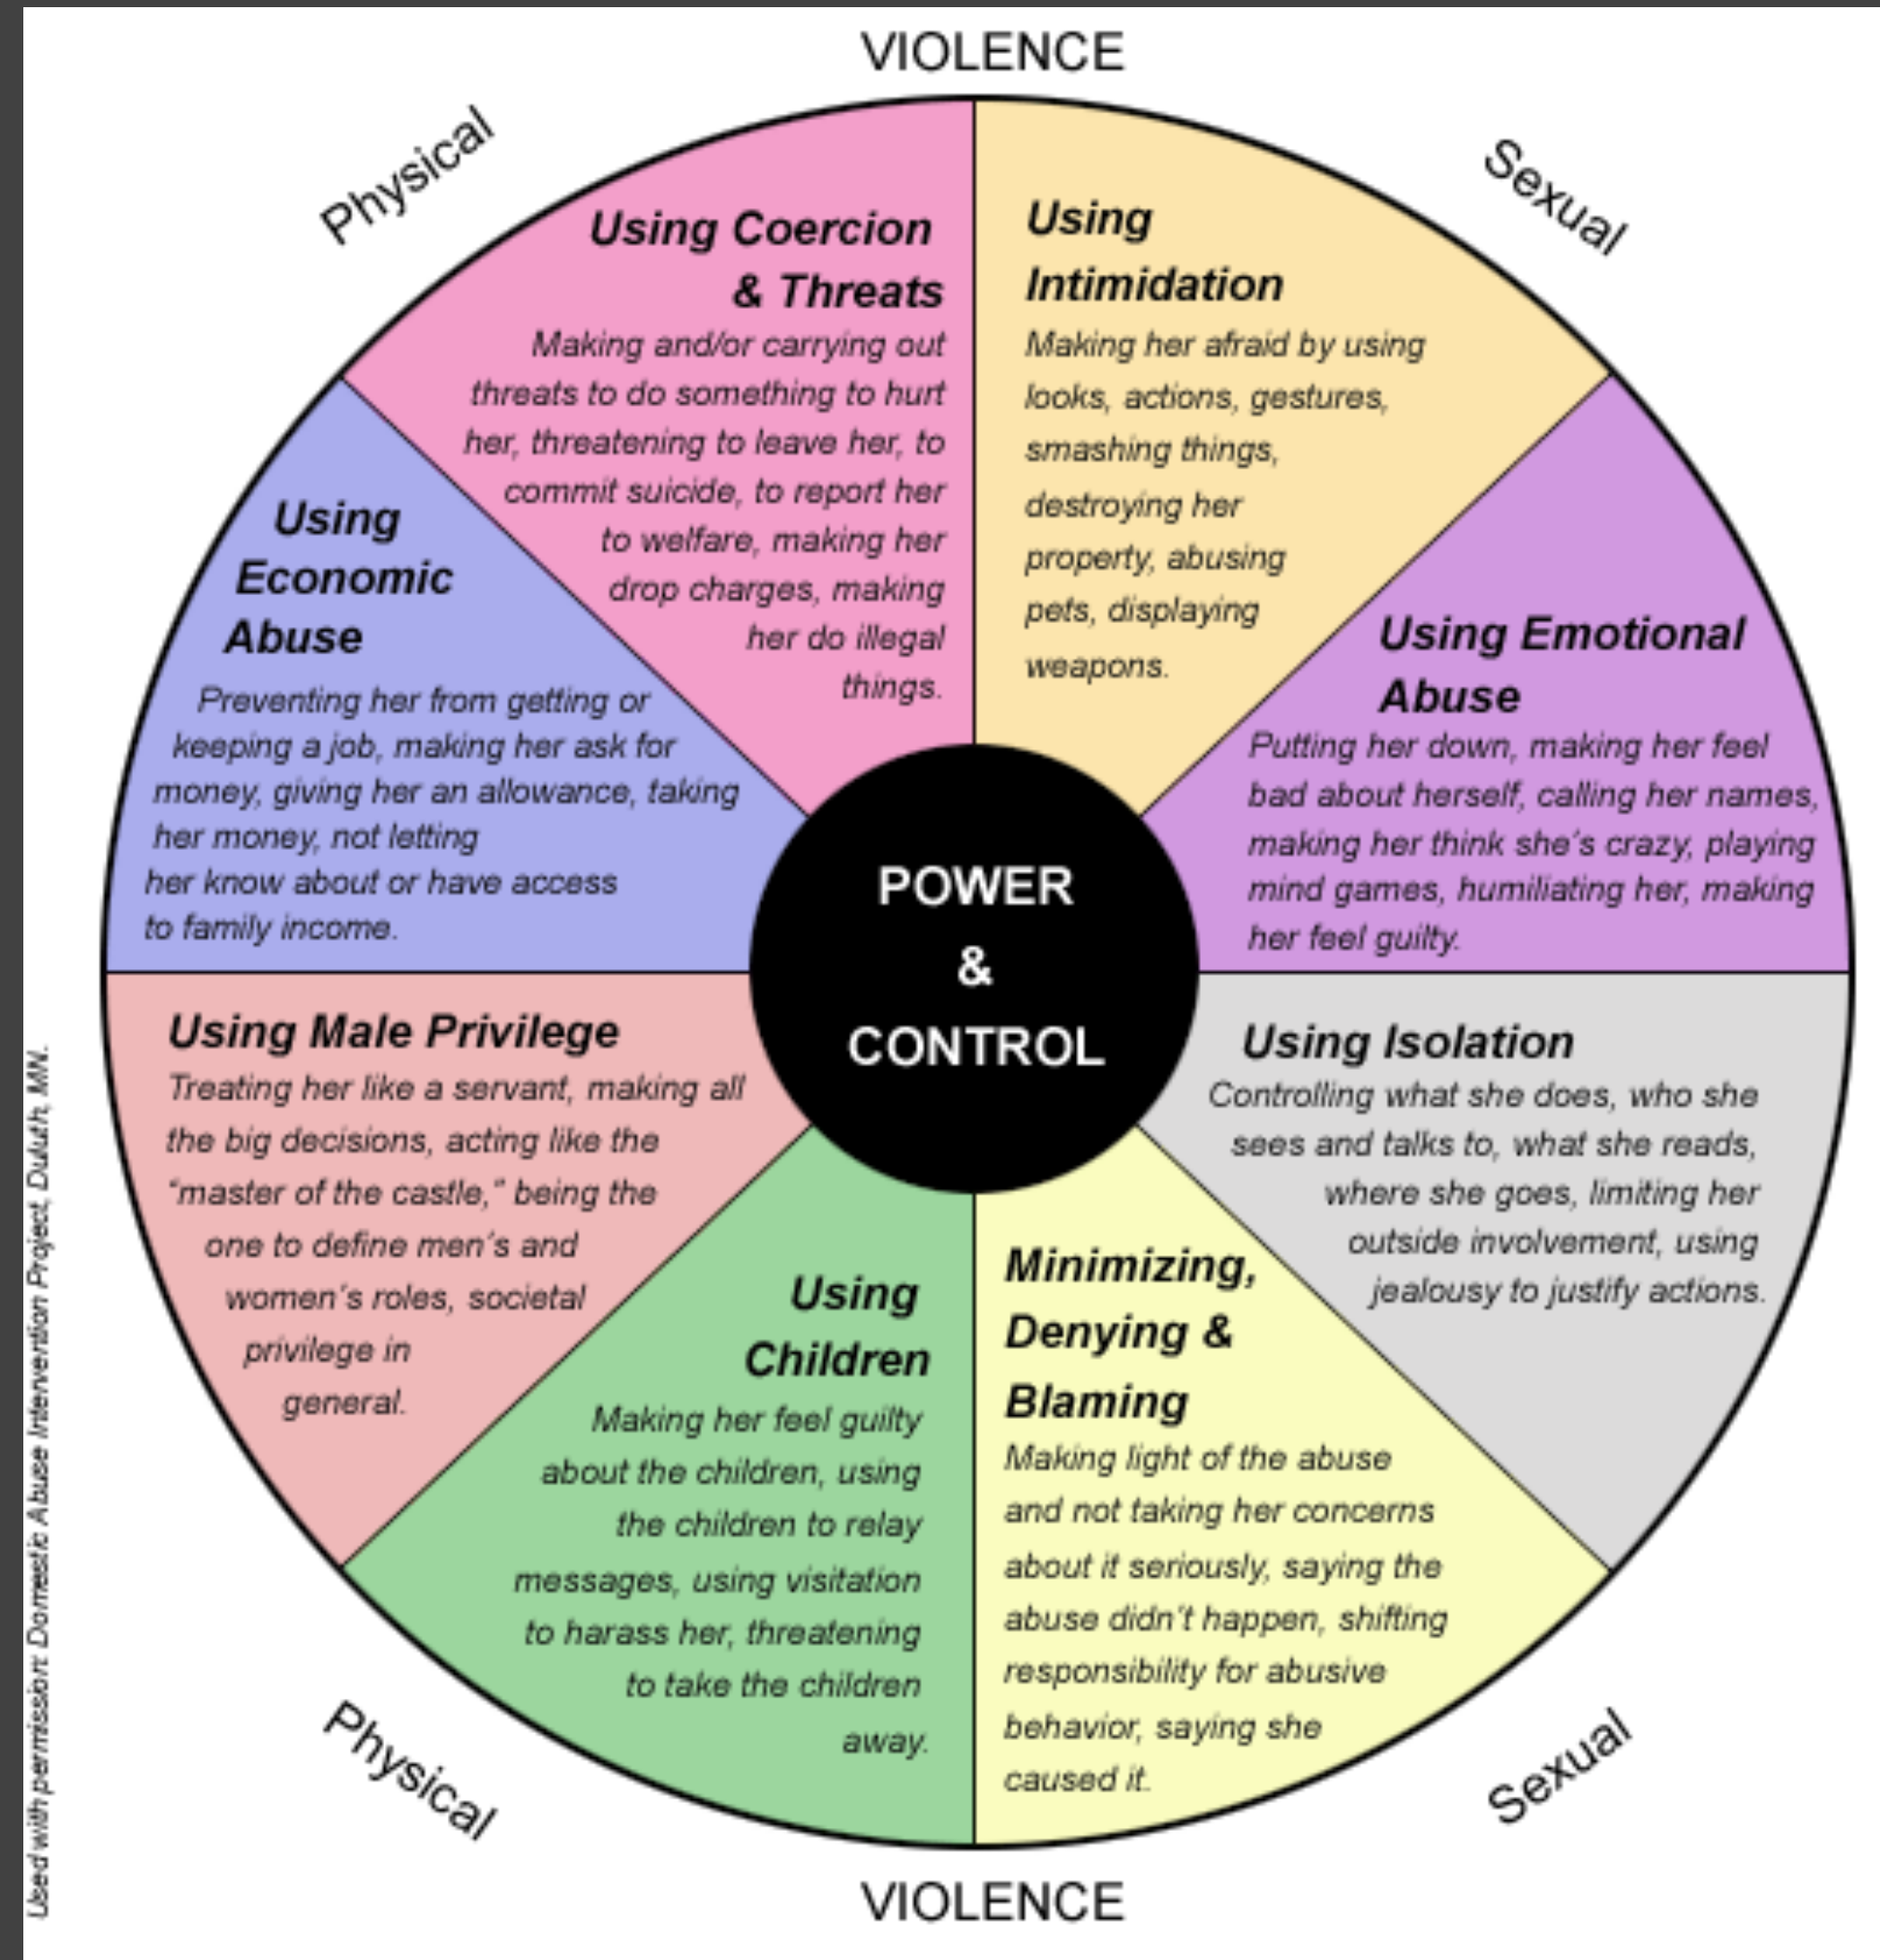 VIOLENCE
Physical
Sexual
Using Coercion
& Threats
Making and/or carrying out
threats to do something to hurt
her, threatening to leave her, to
commit suicide, to report her
to welfare, making her
drop charges, making
her do illegal
things.
Using
Intimidation
Making her afraid by using
looks, actions, gestures,
smashing things,
destroying her
property, abusing
pets, displaying
weapons.
Using
Economic
Abuse
Preventing her from getting or
keeping a job, making her ask for
money, giving her an allowance, taking
her money, not letting
her know about or have access
to family income.
Using Emotional
Abuse
Putting her down, making her feel
bad about herself, calling her names,
making her think she's crazy, playing
mind games, humiliating her, making
her feel guilty.
POWER
&
CONTROL
Using Male Privilege
Treating her like a servant, making all
the big decisions, acting like the
"master of the castle," being the
one to define men's and
women's roles, societal
privilege in
general.
Using Isolation
Controlling what she does, who she
sees and talks to, what she reads,
where she goes, limiting her
outside involvement, using
jealousy to justify actions.
Using
Children
Making her feel guilty
about the children, using
the children to relay
messages, using visitation
to harass her, threatening
to take the children
away.
Minimizing,
Denying &
Blaming
Making light of the abuse
and not taking her concerns
about it seriously, saying the
abuse didn't happen, shifting
responsibility for abusive
behavior, saying she
caused it.
Physical
Sexual
VIOLENCE
Used with permission: Domestic Abuse Intervention Project, Duluth, MN.